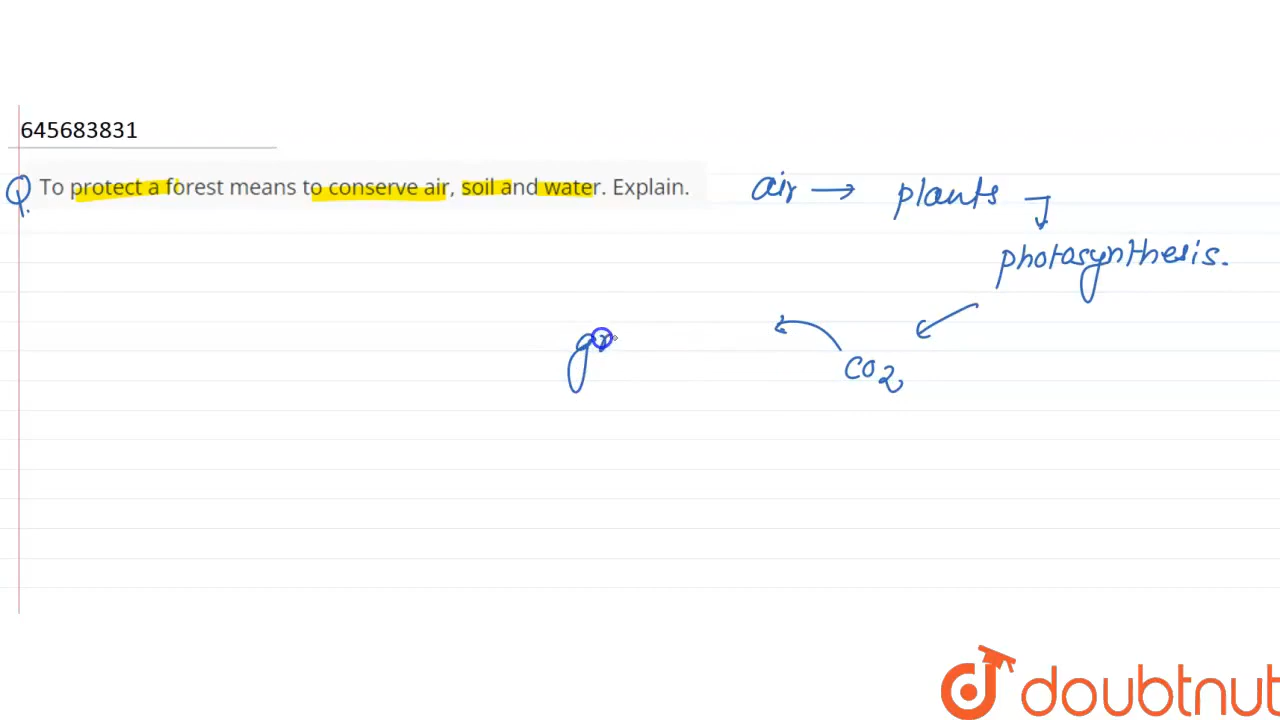 645683831
Q. To protect a forest means to conserve air, soil and water. Explain.
air → plants
photosynthesis.
CO2
doubtnut